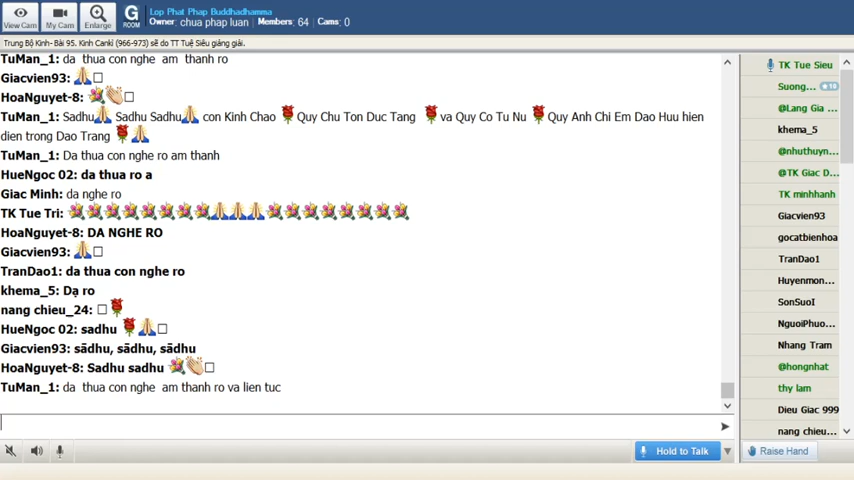 View Cam
My Cam
Enlarge
G
ROOM
Lop Phat Phap Buddhadhamma
Owner: chua phap luan Members: 64 Cams: 0
Trung Bộ Kinh- Bài 95. Kinh Canki (966-973) sẽ do TT Tuệ Siêu giảng giải.
TuMan_1: da thua con nghe am thanh ro
Giacvien93: 🙏
HoaNguyet-8: 💐👏
TuMan_1: Sadhu🙏 Sadhu Sadhu🙏 con Kinh Chao 🌹Quy Chu Ton Duc Tang 🌹va Quy Co Tu Nu 🌹Quy Anh Chi Em Dao Huu hien
dien trong Dao Trang 🌹🙏
TuMan_1: Da thua con nghe ro am thanh
HueNgoc 02: da thua ro a
Giac Minh: da nghe ro
TK Tue Tri: 💐💐💐💐💐💐💐💐🙏🙏🙏💐💐💐💐💐💐💐💐
HoaNguyet-8: DA NGHE RO
Giacvien93: 🙏
TranDao1: da thua con nghe ro
khema_5: Dạ ro
nang chieu_24: 🌹
HueNgoc 02: sadhu 🌹🙏
Giacvien93: sādhu, sādhu, sādhu
HoaNguyet-8: Sadhu sadhu 💐👏
TuMan_1: da thua con nghe am thanh ro va lien tuc
Hold to Talk
TK Tue Sieu
Suong... +10
@Lang Gia ...
khema_5
@nhuthuyn...
@TK Giac D...
TK minhhanh
Giacvien93
gocatbienhoa
TranDao1
Huyenmon...
SonSuoI
NguoiPhuo...
Nhang Tram
@hongnhat
thy lam
Dieu Giac 999
nang chieu...
Raise Hand